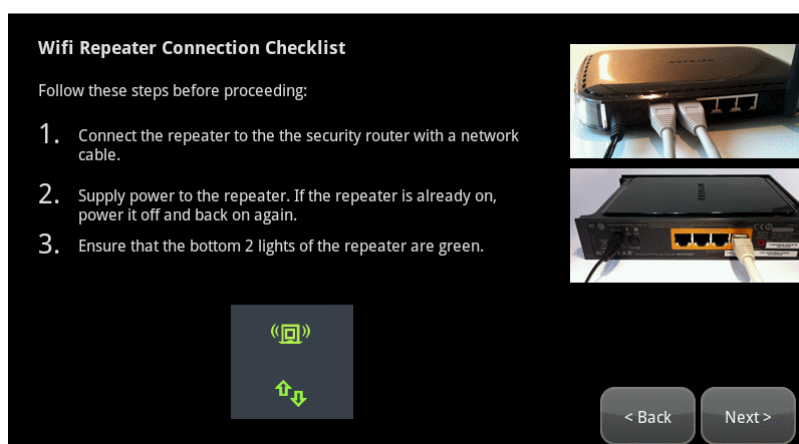 Wifi Repeater Connection Checklist
Follow these steps before proceeding:
1. Connect the repeater to the the security router with a network
cable.
2. Supply power to the repeater. If the repeater is already on,
power it off and back on again.
3. Ensure that the bottom 2 lights of the repeater are green.
< Back
Next >